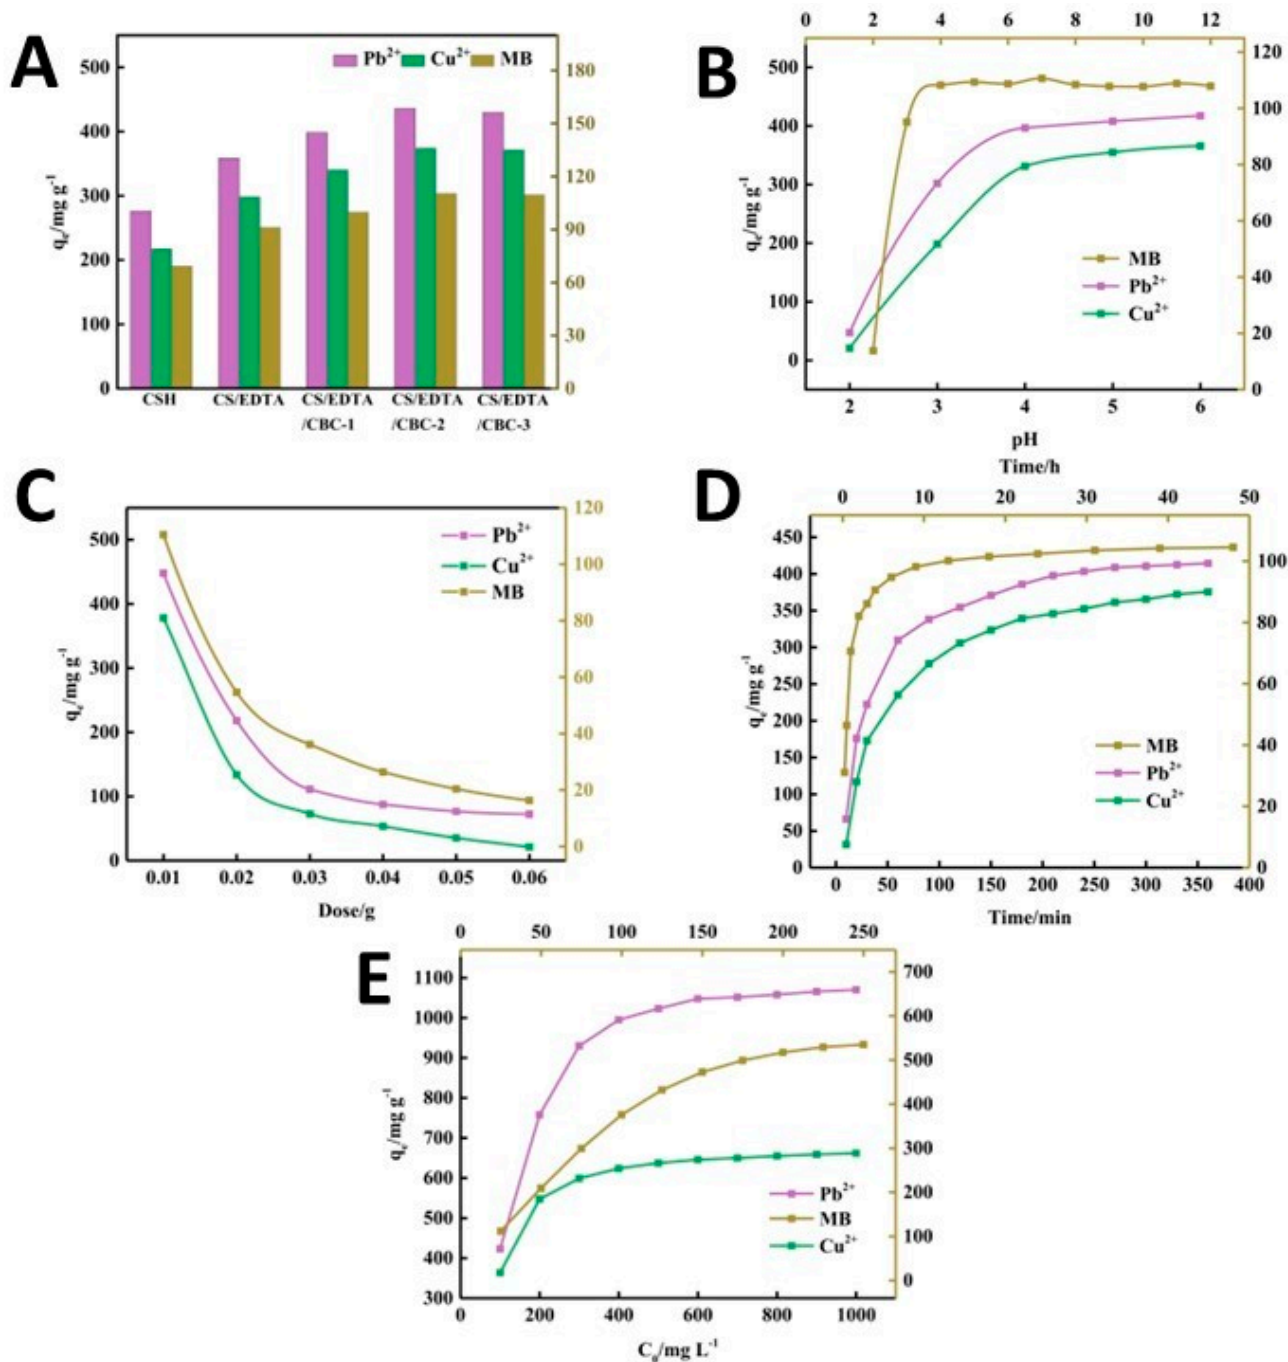 A
Pb2+ Cu2+ MB
500
400
300
200
100
0
qe/mg g-1
180
150
120
90
60
30
0
CSH CS/EDTA CS/EDTA CS/EDTA CS/EDTA
/CBC-1 /CBC-2 /CBC-3
B
0 2 4 6 8 10 12
500
400
300
200
100
0
qe/mg g-1
120
100
80
60
40
20
0
MB
Pb2+
Cu2+
2 3 4 5 6
pH
C
500
400
300
200
100
0
qe/mg g-1
120
100
80
60
40
20
0
Pb2+
Cu2+
MB
0.01 0.02 0.03 0.04 0.05 0.06
Dose/g
D
Time/h
0 10 20 30 40 50
450
400
350
300
250
200
150
100
50
0
qe/mg g-1
100
80
60
40
20
0
MB
Pb2+
Cu2+
0 50 100 150 200 250 300 350 400
Time/min
E
0 50 100 150 200 250
1100
1000
900
800
700
600
500
400
300
qe/mg g-1
700
600
500
400
300
200
100
0
Pb2+
MB
Cu2+
0 200 400 600 800 1000
C0/mg L-1